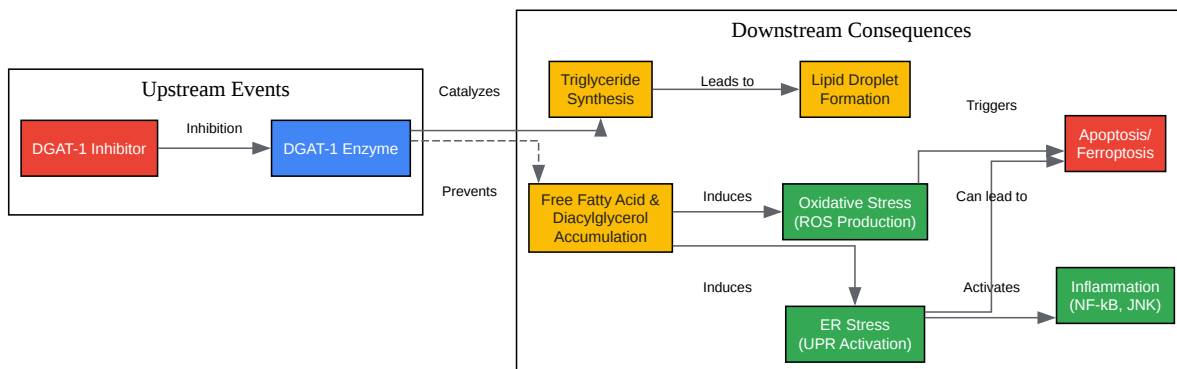 Upstream Events
DGAT-1 Inhibitor
Inhibition
DGAT-1 Enzyme
Catalyzes
Prevents
Downstream Consequences
Triglyceride
Synthesis
Leads to
Lipid Droplet
Formation
Triggers
Apoptosis/
Ferroptosis
Free Fatty Acid &
Diacylglycerol
Accumulation
Induces
Oxidative Stress
(ROS Production)
Can lead to
Induces
ER Stress
(UPR Activation)
Activates
Inflammation
(NF-kB, JNK)